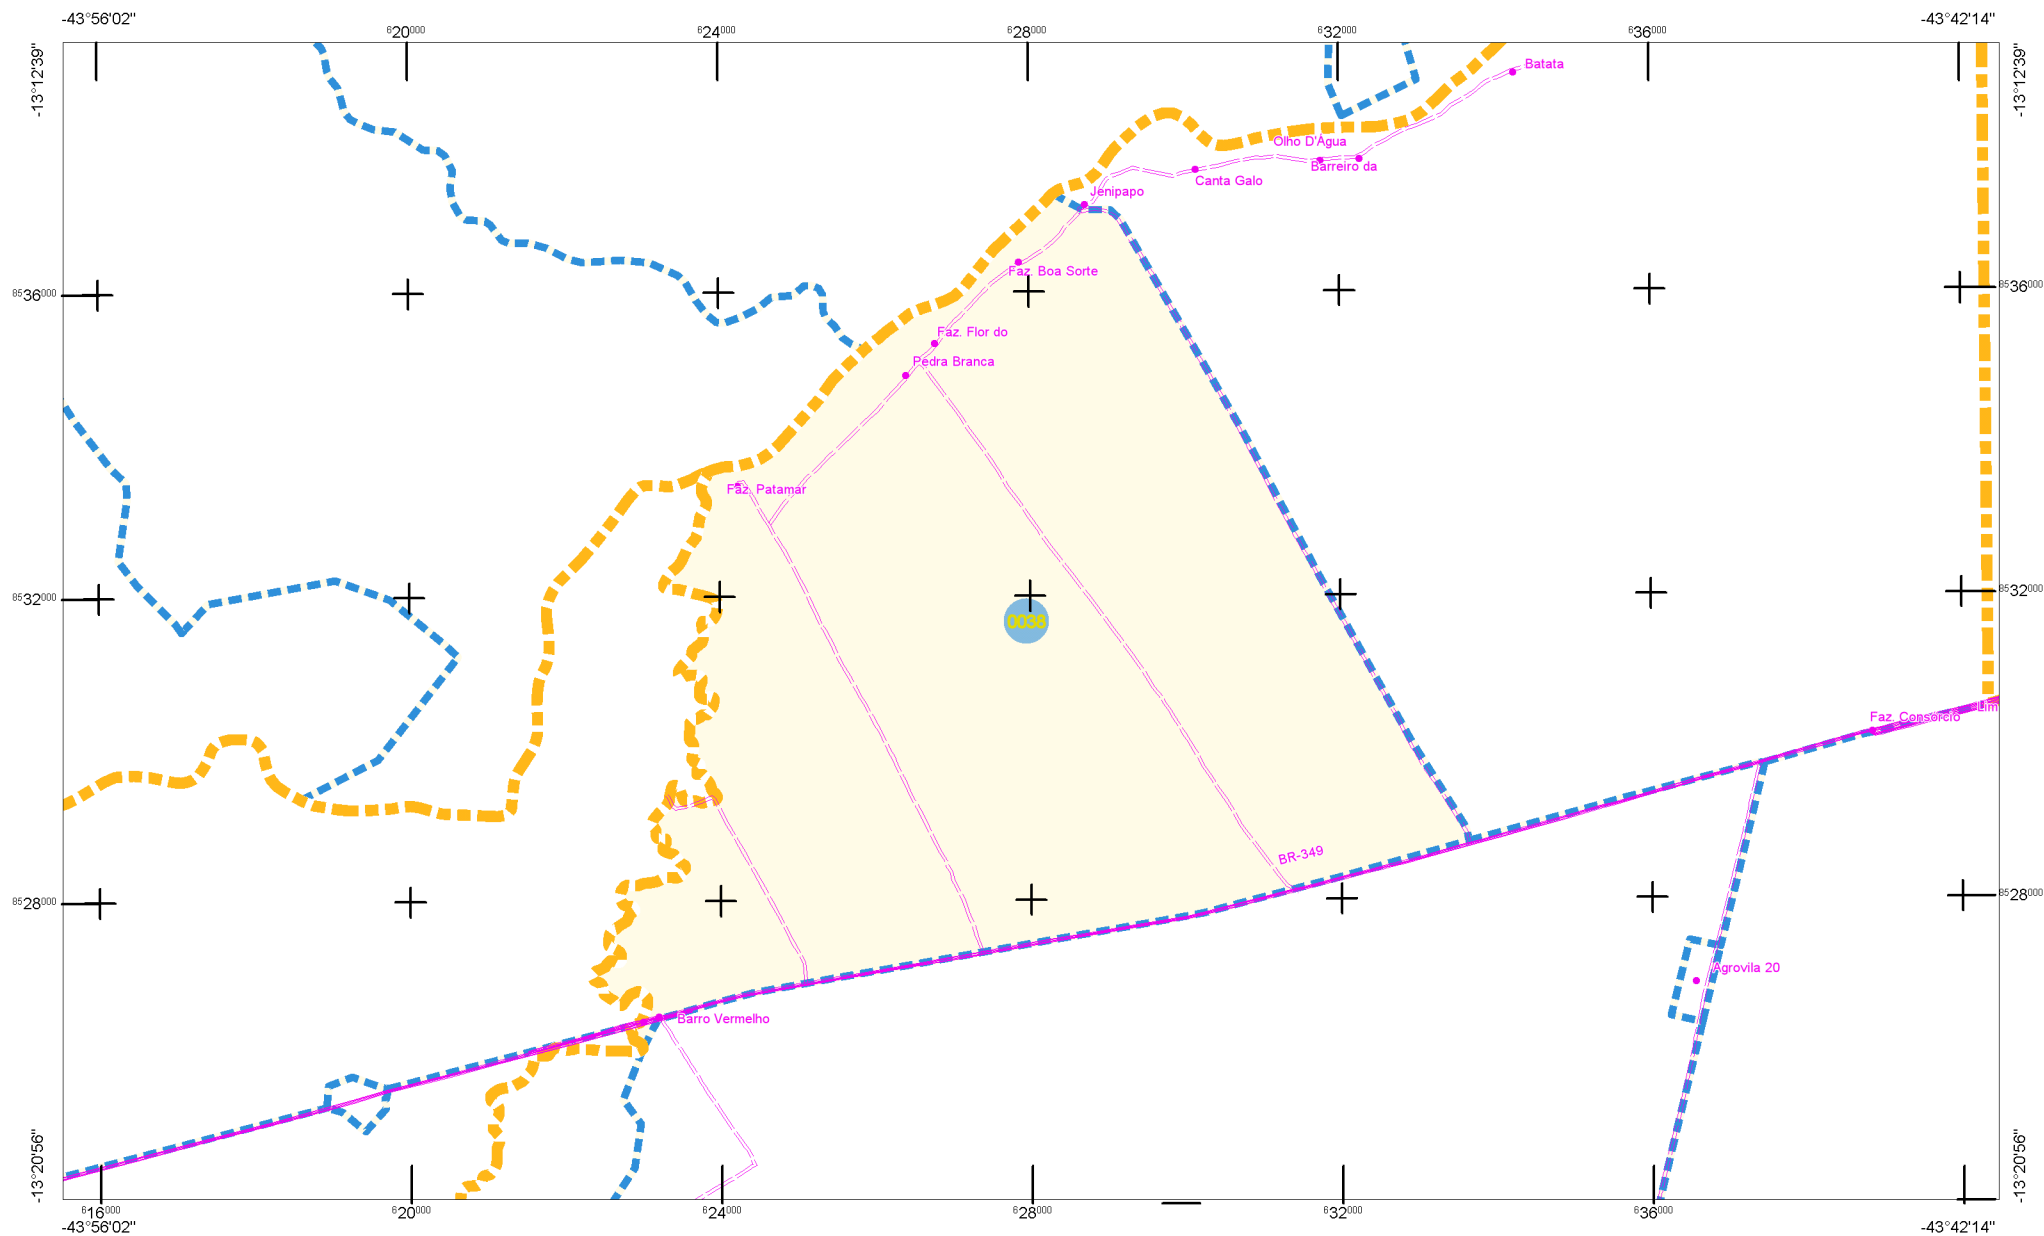 -43°56'02"
-43°42'14"
620000
624000
628000
632000
636000
-13°12'39"
-13°12'39"
Batata
Olho D'Água
Barreiro da
Canta Galo
Jenipapo
Faz. Boa Sorte
8536000
8536000
Faz. Flor do
Pedra Branca
Faz. Patamar
8532000
8532000
0038
Faz. Consórcio
Lim
BR-349
8528000
8528000
Agrovila 20
Barro Vermelho
-13°20'56"
-13°20'56"
616000
620000
624000
628000
632000
636000
-43°56'02"
-43°42'14"